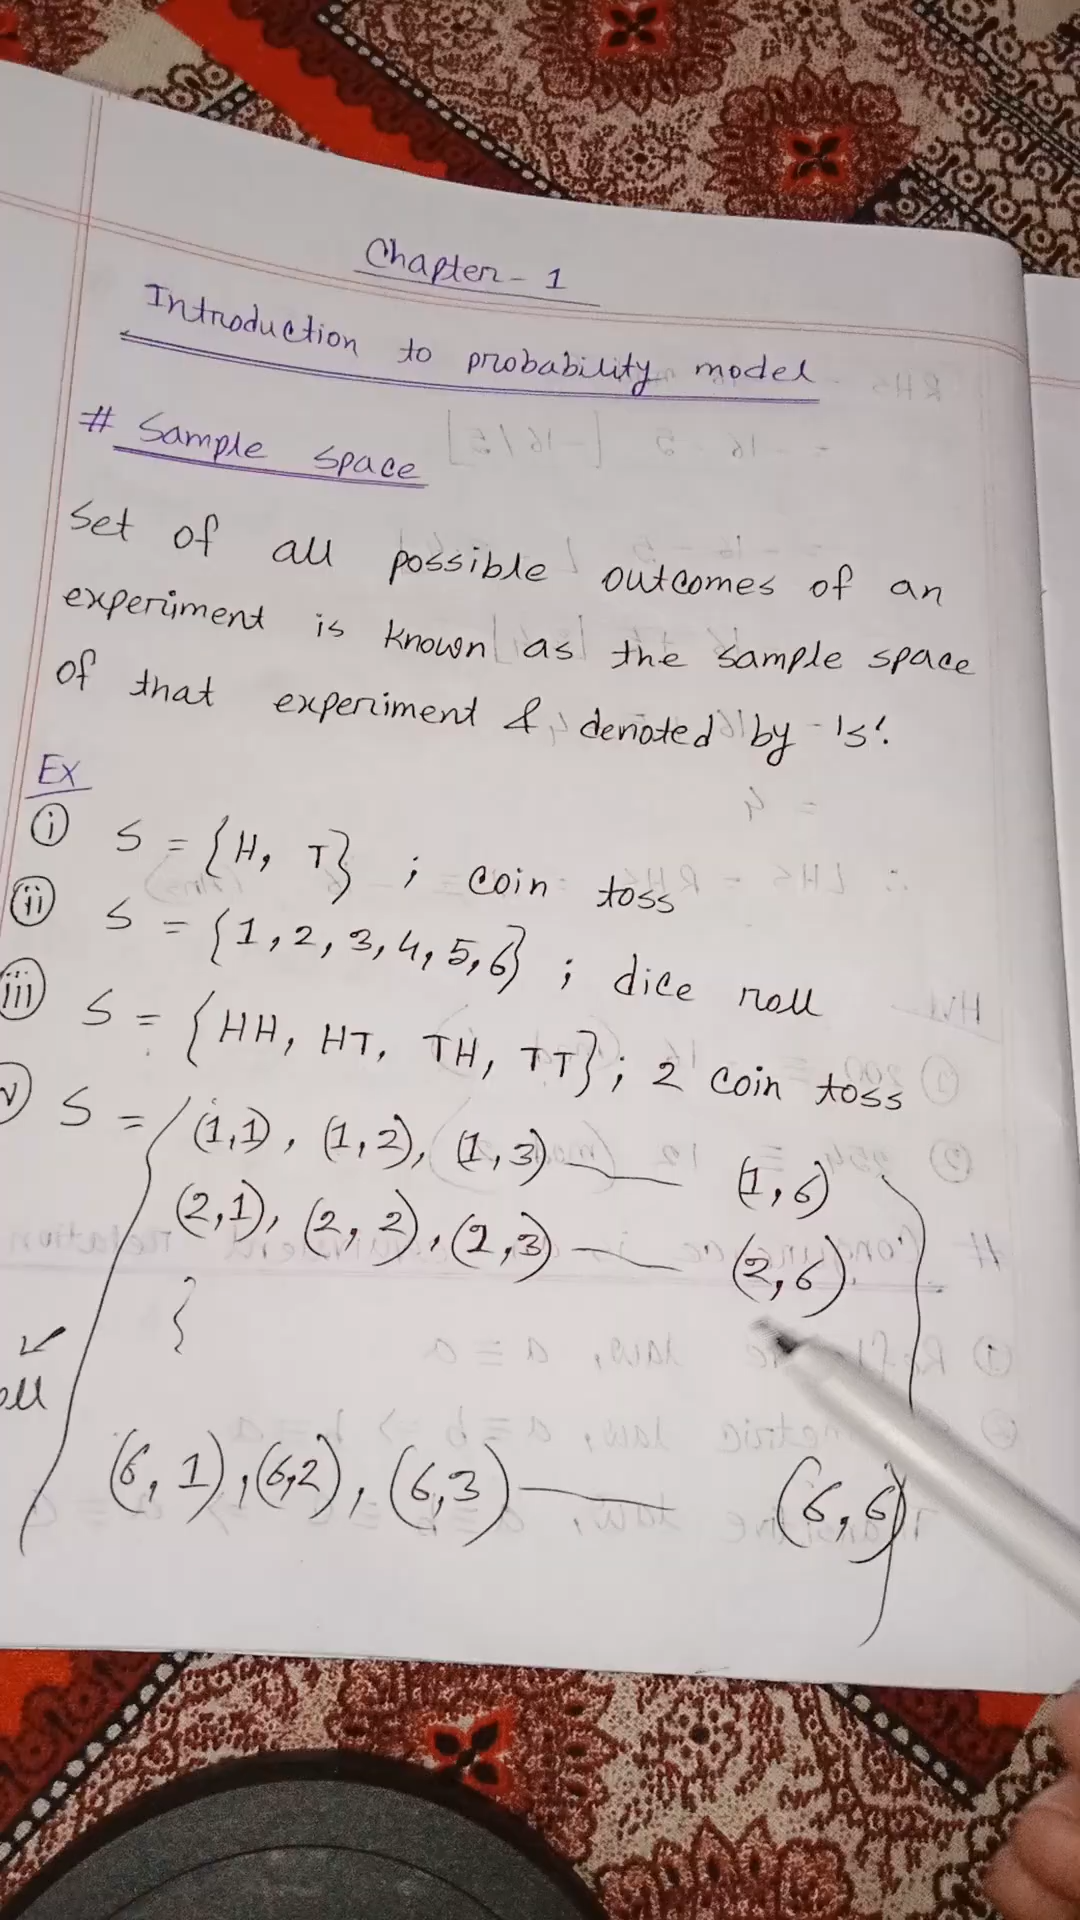 Chapter - 1
Introduction to probability model
# Sample space
Set of all possible outcomes of an
experiment is known as the sample space
of that experiment & denoted by 's'.
Ex
(i) S = {H, T} ; coin toss
(ii) S = {1, 2, 3, 4, 5, 6} ; dice roll
(iii) S = {HH, HT, TH, TT} ; 2 coin toss
S = { (1,1), (1,2), (1,3) —— (1,6)
(2,1), (2, 2), (2,3) —— (2,6)
(6, 1), (6,2), (6,3) —— (6,6) }